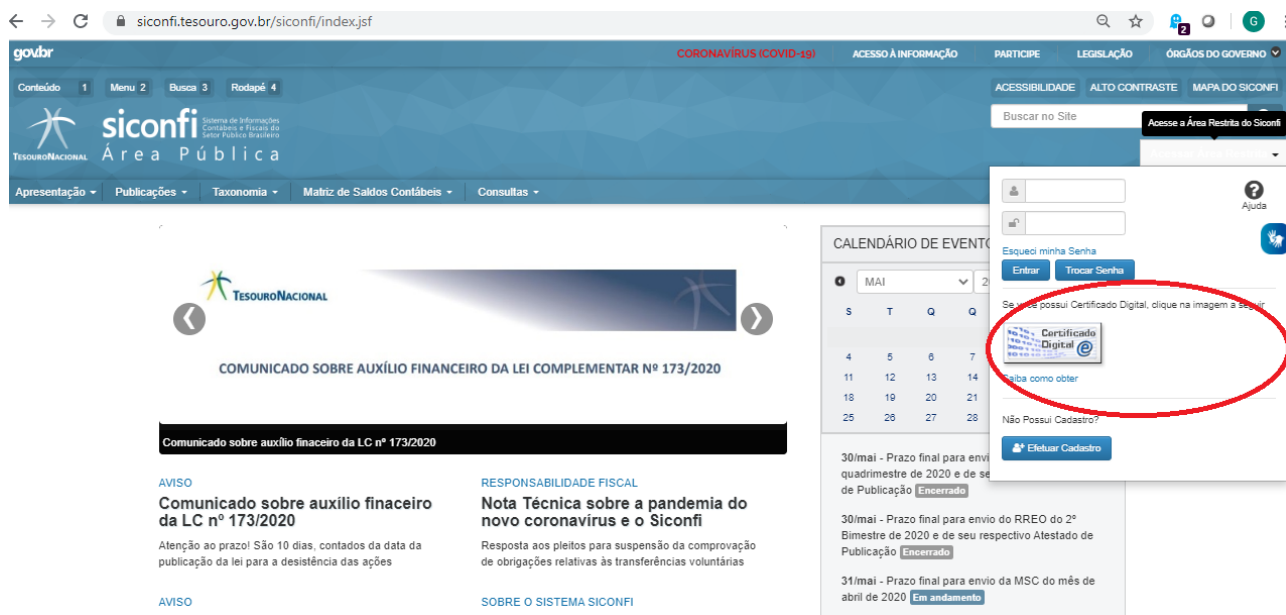 siconfi.tesouro.gov.br/siconfi/index.jsf
2
G
gov.br
CORONAVÍRUS (COVID-19)
ACESSO À INFORMAÇÃO
PARTICIPE
LEGISLAÇÃO
ÓRGÃOS DO GOVERNO
Conteúdo 1
Menu 2
Busca 3
Rodapé 4
ACESSIBILIDADE
ALTO CONTRASTE
MAPA DO SICONFI
TESOURONACIONAL
siconfi
Sistema de Informações
Contábeis e Fiscais do
Setor Público Brasileiro
Área Pública
Buscar no Site
Acesse a Área Restrita do Siconfi
Apresentação
Publicações
Taxonomia
Matriz de Saldos Contábeis
Consultas
Ajuda
Esqueci minha Senha
Entrar
Trocar Senha
Se você possui Certificado Digital, clique na imagem a seguir
Certificado
Digital
Saiba como obter
Não Possui Cadastro?
Efetuar Cadastro
TESOURONACIONAL
COMUNICADO SOBRE AUXÍLIO FINANCEIRO DA LEI COMPLEMENTAR Nº 173/2020
Comunicado sobre auxílio finaceiro da LC nº 173/2020
AVISO
Comunicado sobre auxílio finaceiro
da LC nº 173/2020
Atenção ao prazo! São 10 dias, contados da data da
publicação da lei para a desistência das ações
AVISO
RESPONSABILIDADE FISCAL
Nota Técnica sobre a pandemia do
novo coronavírus e o Siconfi
Resposta aos pleitos para suspensão da comprovação
de obrigações relativas às transferências voluntárias
SOBRE O SISTEMA SICONFI
CALENDÁRIO DE EVENTO
MAI
S T Q Q
4 5 6 7
11 12 13 14
18 19 20 21
25 26 27 28
30/mai - Prazo final para envi
quadrimestre de 2020 e de se
de Publicação Encerrado
30/mai - Prazo final para envio do RREO do 2º
Bimestre de 2020 e de seu respectivo Atestado de
Publicação Encerrado
31/mai - Prazo final para envio da MSC do mês de
abril de 2020 Em andamento